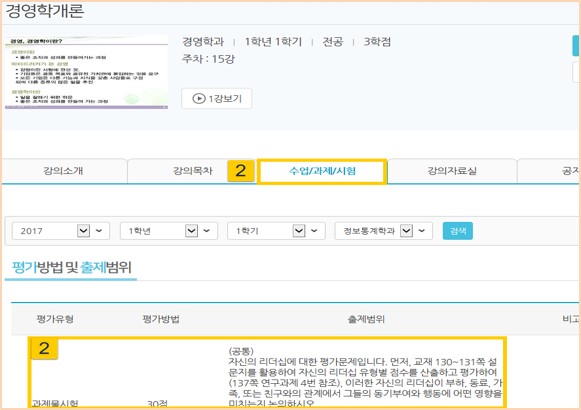 경영학개론
경영, 경영학이란?
경영이란
경영학이란
경영학과 | 1학년 1학기 | 전공 | 3학점
주차 : 15강
1강보기
강의소개
강의목차
2
수업/과제/시험
강의자료실
공지
2017
1학년
1학기
정보통계학과
검색
평가방법 및 출제범위
평가유형
평가방법
출제범위
비고
2
(공통)
자신의 리더십에 대한 평가문제입니다. 먼저, 교재 130~131쪽 설
문지를 활용하여 자신의 리더십 유형별 점수를 산출하고 평가하여
(137쪽 연구과제 4번 참조), 이러한 자신의 리더십이 부하, 동료, 가
족, 또는 친구와의 관계에서 그들의 동기부여와 행동에 어떤 영향을
미치는지 논의하시오
과제물시험
30점